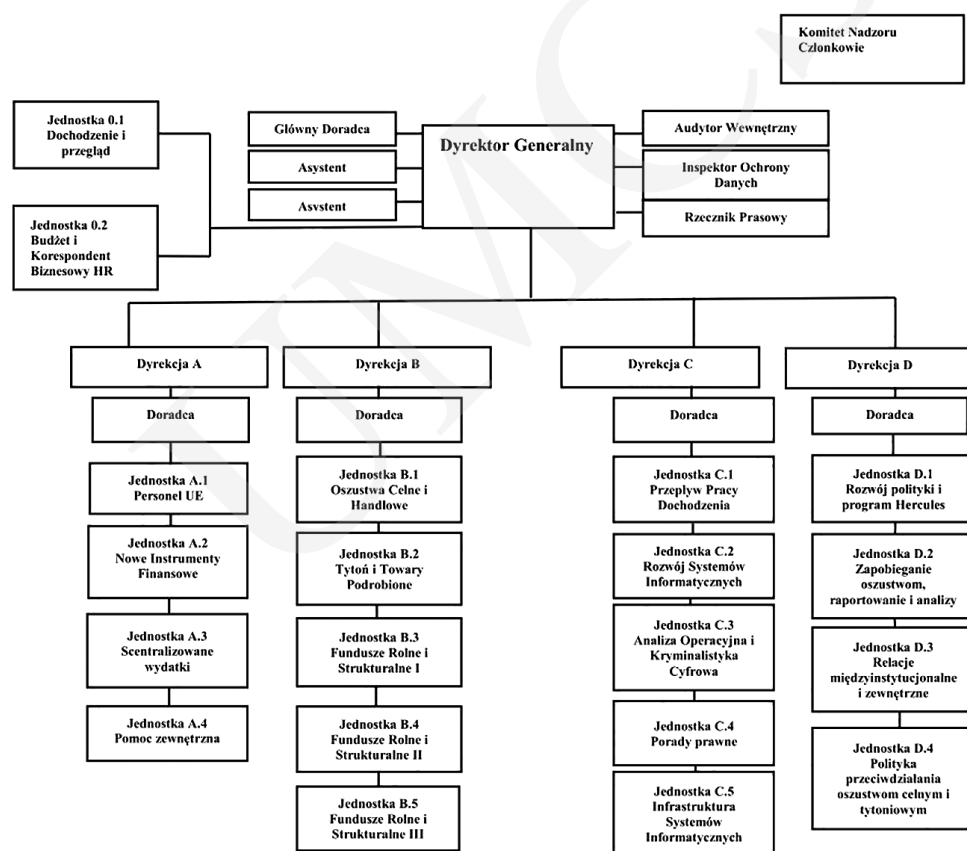 Komitet Nadzoru
Członkowie
Jednostka 0.1
Dochodzenie i
przegląd
Jednostka 0.2
Budżet i
Korespondent
Biznesowy HR
Główny Doradca
Asystent
Asystent
Dyrektor Generalny
Audytor Wewnętrzny
Inspektor Ochrony
Danych
Rzecznik Prasowy
Dyrekcja A
Doradca
Jednostka A.1
Personel UE
Jednostka A.2
Nowe Instrumenty
Finansowe
Jednostka A.3
Scentralizowane
wydatki
Jednostka A.4
Pomoc zewnętrzna
Dyrekcja B
Doradca
Jednostka B.1
Oszustwa Celne i
Handlowe
Jednostka B.2
Tytoń i Towary
Podrobione
Jednostka B.3
Fundusze Rolne i
Strukturalne I
Jednostka B.4
Fundusze Rolne i
Strukturalne II
Jednostka B.5
Fundusze Rolne i
Strukturalne III
Dyrekcja C
Doradca
Jednostka C.1
Przepływ Pracy
Dochodzenia
Jednostka C.2
Rozwój Systemów
Informatycznych
Jednostka C.3
Analiza Operacyjna i
Kryminalistyka
Cyfrowa
Jednostka C.4
Porady prawne
Jednostka C.5
Infrastruktura
Systemów
Informatycznych
Dyrekcja D
Doradca
Jednostka D.1
Rozwój polityki i
program Hercules
Jednostka D.2
Zapobieganie
oszustwom,
raportowanie i analizy
Jednostka D.3
Relacje
międzyinstytucjonalne
i zewnętrzne
Jednostka D.4
Polityka
przeciwdziałania
oszustwom celnym i
tytoniowym
UMCS